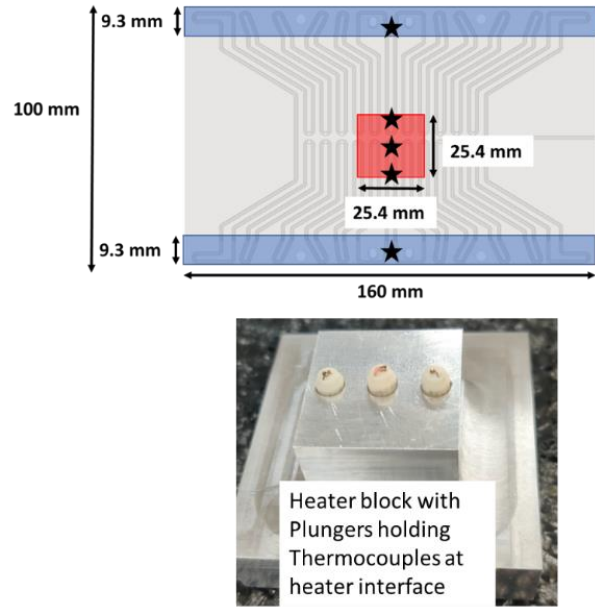 9.3 mm
100 mm
25.4 mm
25.4 mm
9.3 mm
160 mm
Heater block with
Plungers holding
Thermocouples at
heater interface